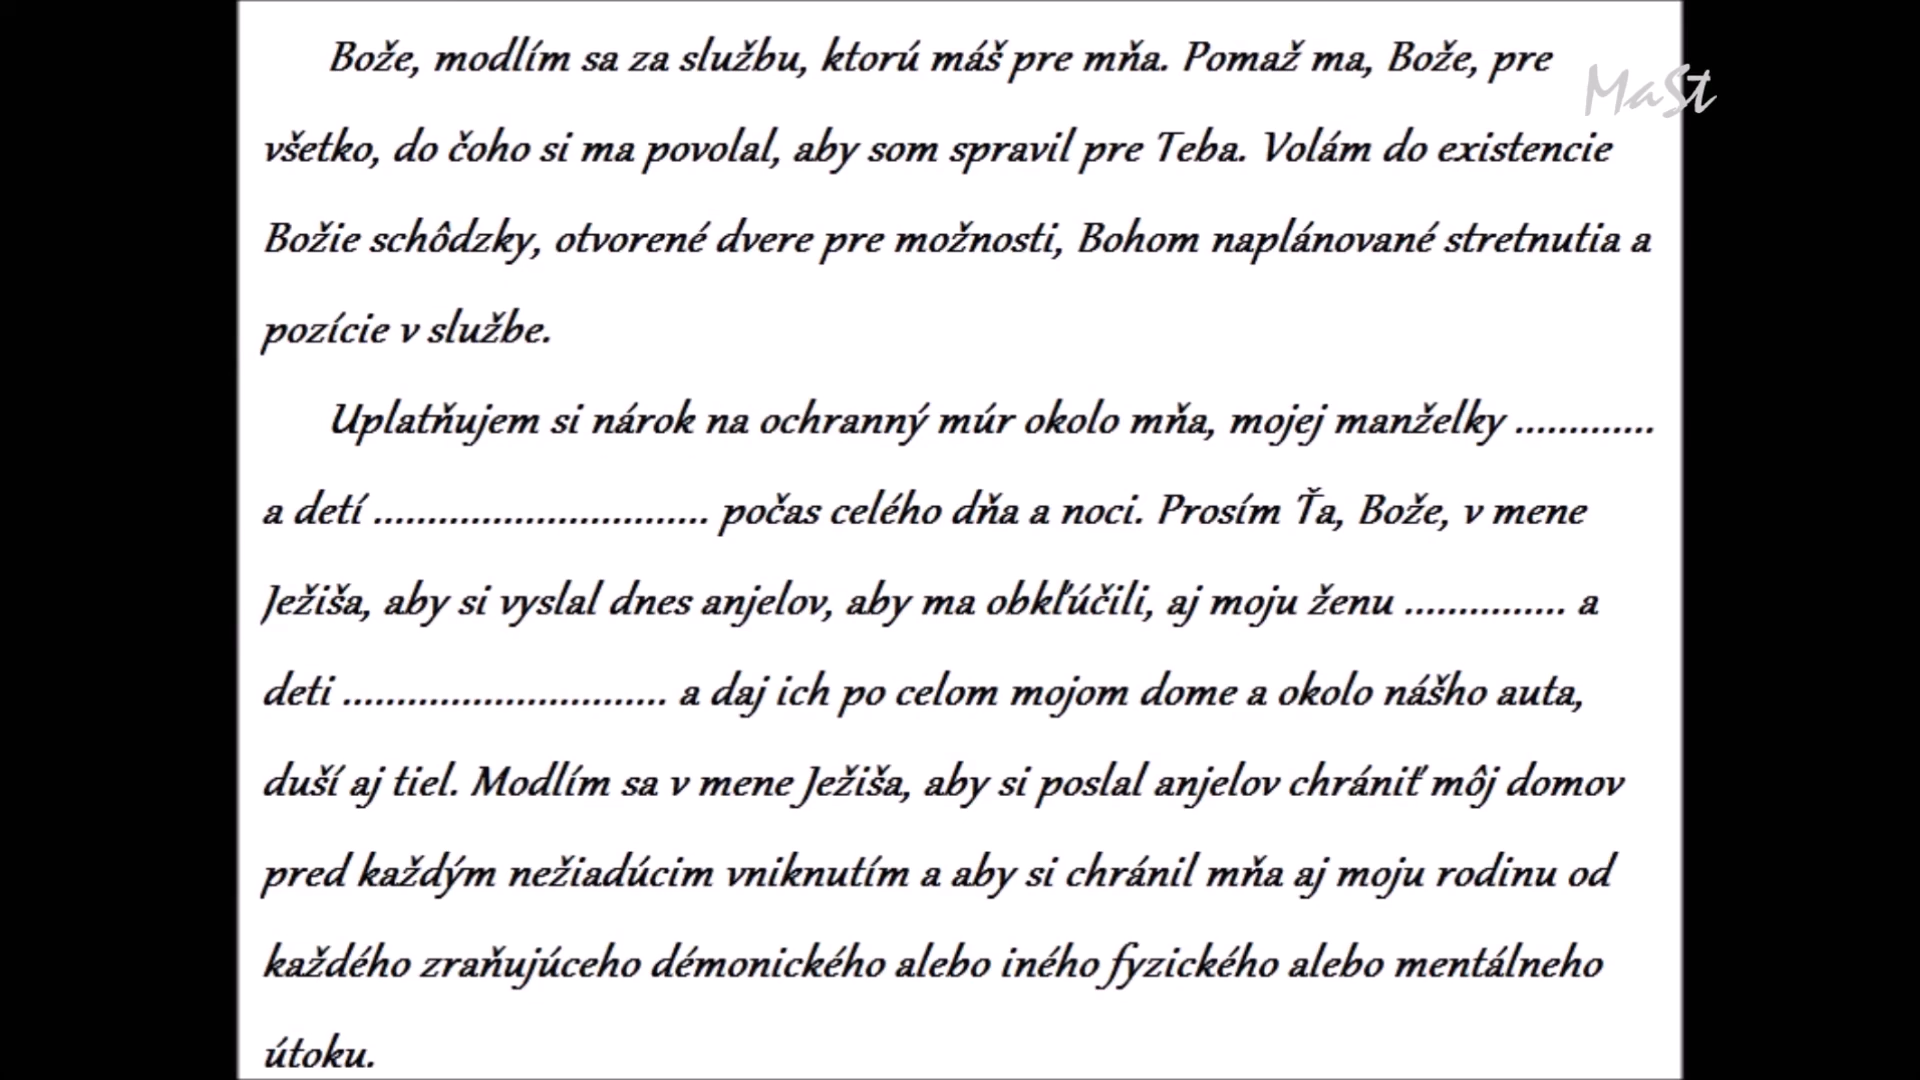 Bože, modlím sa za službu, ktorú máš pre mňa. Pomaž ma, Bože, pre
MaSt
všetko, do čoho si ma povolal, aby som spravil pre Teba. Volám do existencie
Božie schôdzky, otvorené dvere pre možnosti, Bohom naplánované stretnutia a
pozície v službe.
Uplatňujem si nárok na ochranný múr okolo mňa, mojej manželky .............
a detí ............................... počas celého dňa a noci. Prosím Ťa, Bože, v mene
Ježiša, aby si vyslal dnes anjelov, aby ma obkľúčili, aj moju ženu ............... a
deti .............................. a daj ich po celom mojom dome a okolo nášho auta,
duší aj tiel. Modlím sa v mene Ježiša, aby si poslal anjelov chrániť môj domov
pred každým nežiadúcim vniknutím a aby si chránil mňa aj moju rodinu od
každého zraňujúceho démonického alebo iného fyzického alebo mentálneho
útoku.